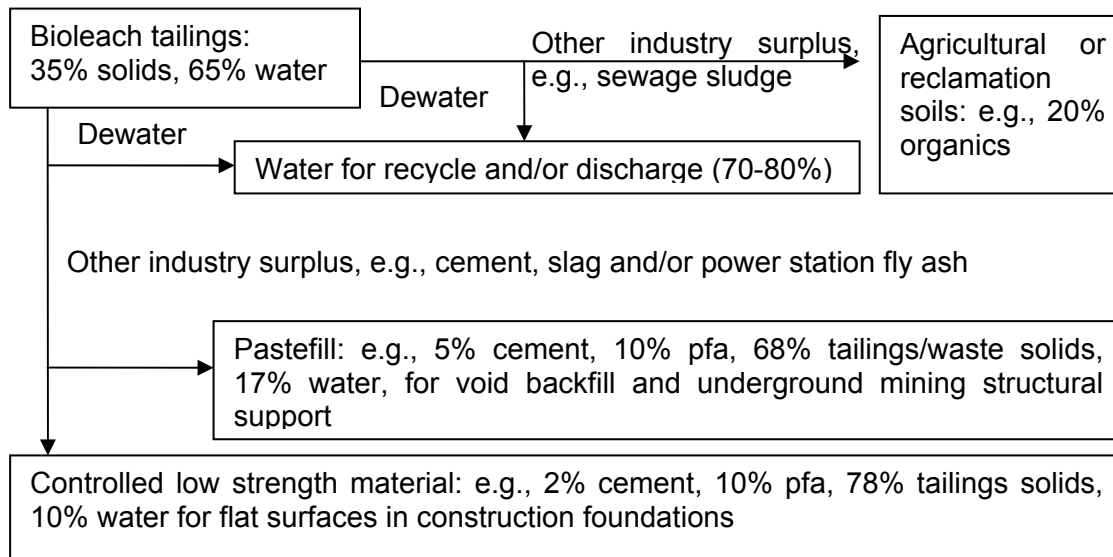 Bioleach tailings:
35% solids, 65% water
Other industry surplus,
e.g., sewage sludge
Agricultural or
reclamation
soils: e.g., 20%
organics
Dewater
Dewater
Water for recycle and/or discharge (70-80%)
Other industry surplus, e.g., cement, slag and/or power station fly ash
Pastefill: e.g., 5% cement, 10% pfa, 68% tailings/waste solids,
17% water, for void backfill and underground mining structural
support
Controlled low strength material: e.g., 2% cement, 10% pfa, 78% tailings solids,
10% water for flat surfaces in construction foundations